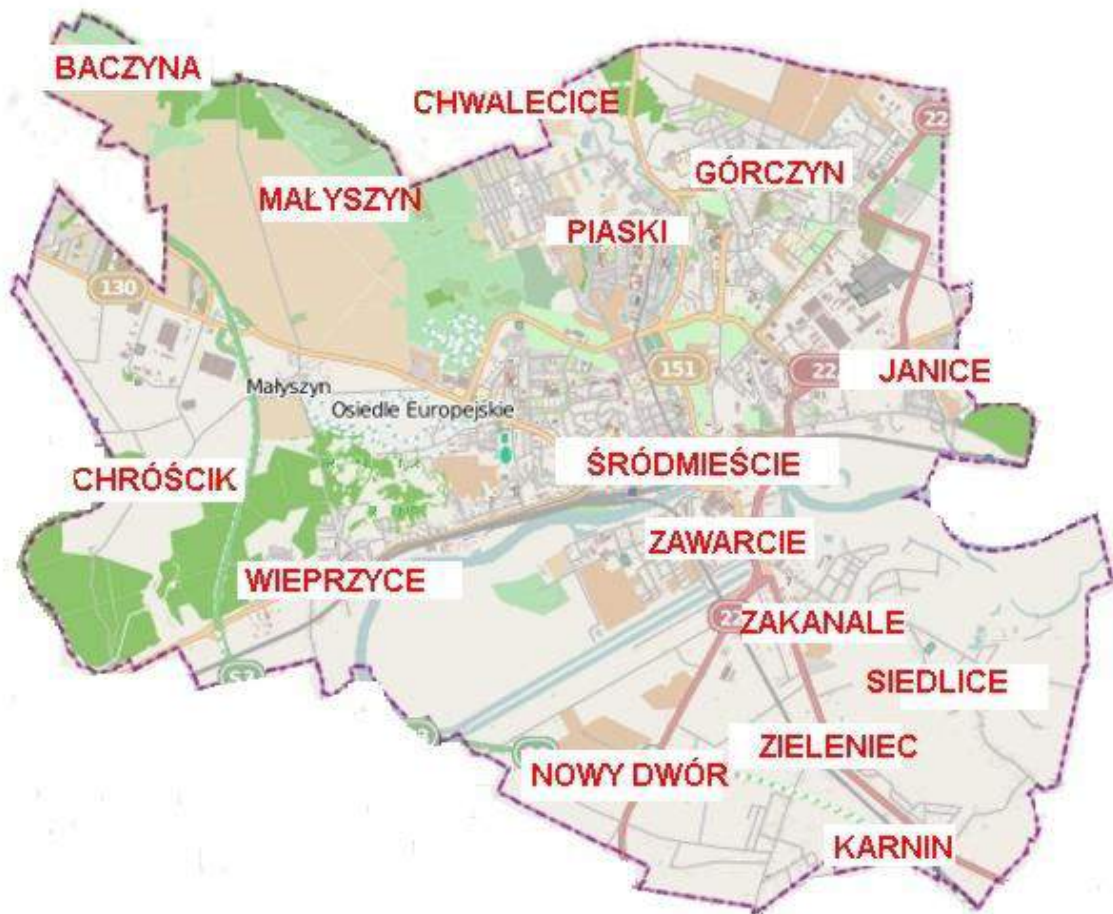 BACZYNA
CHWALECICE
22
GÓRCZYN
MAŁYSZYN
PIASKI
130
151
22
JANICE
Małyszyn
Osiedle Europejskie
ŚRÓDMIEŚCIE
CHRÓŚCIK
ZAWARCIE
WIEPRZYCE
22
ZAKANALE
SIEDLICE
ZIELENIEC
NOWY DWÓR
KARNIN